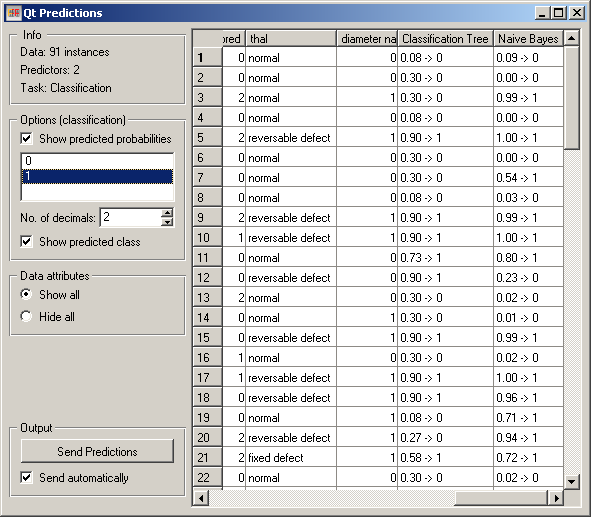 Qt Predictions
Info
Data: 91 instances
Predictors: 2
Task: Classification
Options (classification)
Show predicted probabilities
0
1
No. of decimals: 2
Show predicted class
Data attributes
Show all
Hide all
Output
Send Predictions
Send automatically
ored thal diameter na Classification Tree Naive Bayes
1 0 normal 0 0.08 -> 0 0.09 -> 0
2 0 normal 0 0.30 -> 0 0.00 -> 0
3 2 normal 1 0.30 -> 0 0.99 -> 1
4 0 normal 0 0.08 -> 0 0.00 -> 0
5 2 reversable defect 1 0.90 -> 1 1.00 -> 1
6 0 normal 0 0.30 -> 0 0.00 -> 0
7 0 normal 0 0.30 -> 0 0.54 -> 1
8 0 normal 0 0.08 -> 0 0.03 -> 0
9 2 reversable defect 1 0.90 -> 1 0.99 -> 1
10 1 reversable defect 1 0.90 -> 1 1.00 -> 1
11 0 normal 0 0.73 -> 1 0.80 -> 1
12 0 reversable defect 0 0.90 -> 1 0.23 -> 0
13 2 normal 0 0.30 -> 0 0.02 -> 0
14 0 normal 0 0.30 -> 0 0.01 -> 0
15 0 reversable defect 1 0.90 -> 1 0.99 -> 1
16 1 normal 0 0.30 -> 0 0.02 -> 0
17 1 reversable defect 1 0.90 -> 1 1.00 -> 1
18 0 reversable defect 1 0.90 -> 1 0.96 -> 1
19 0 normal 1 0.08 -> 0 0.71 -> 1
20 2 reversable defect 1 0.27 -> 0 0.94 -> 1
21 2 fixed defect 1 0.58 -> 1 0.72 -> 1
22 0 normal 0 0.30 -> 0 0.02 -> 0